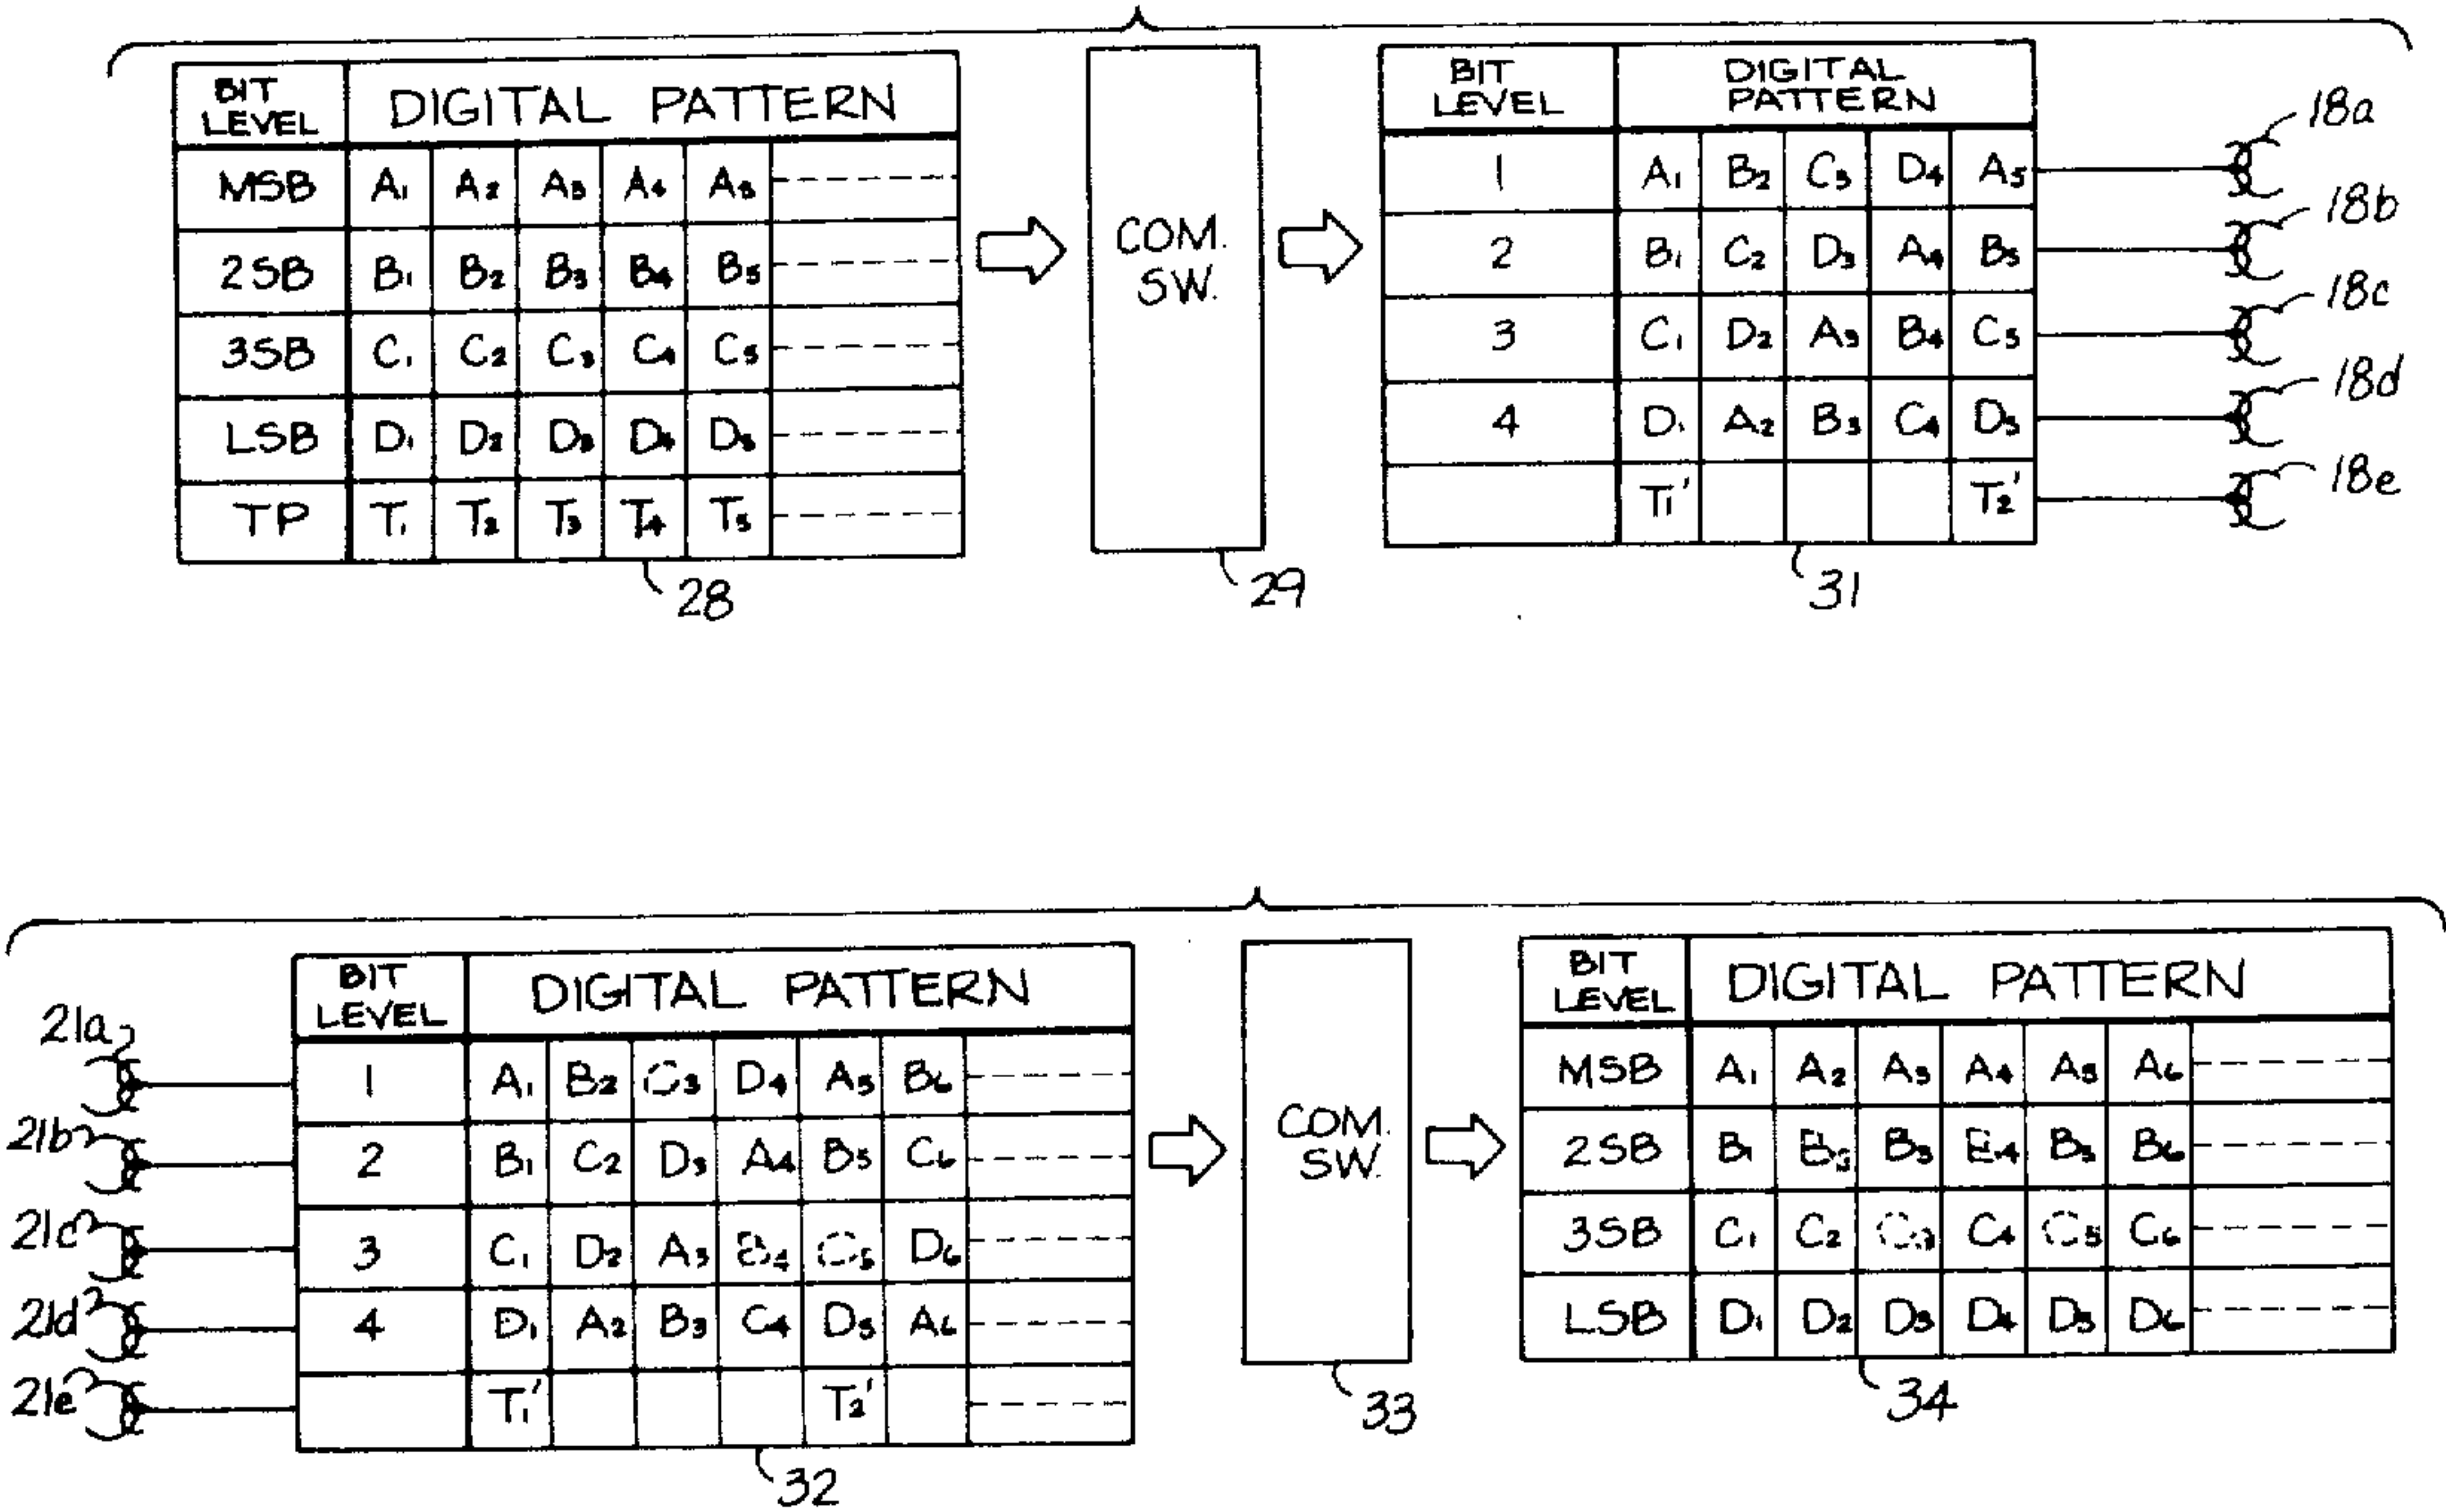 BIT LEVEL DIGITAL PATTERN
MSB A₁ A₂ A₃ A₄ A₅
2SB B₁ B₂ B₃ B₄ B₅
3SB C₁ C₂ C₃ C₄ C₅
LSB D₁ D₂ D₃ D₄ D₅
TP T₁ T₂ T₃ T₄ T₅
28
COM.
SW.
29
BIT LEVEL DIGITAL PATTERN
1 A₁ B₂ C₃ D₄ A₅
2 B₁ C₂ D₃ A₄ B₅
3 C₁ D₂ A₃ B₄ C₅
4 D₁ A₂ B₃ C₄ D₅
T₁' T₂'
31
18a
18b
18c
18d
18e
21a
21b
21c
21d
21e
BIT LEVEL DIGITAL PATTERN
1 A₁ B₂ C₃ D₄ A₅ B₆
2 B₁ C₂ D₃ A₄ B₅ C₆
3 C₁ D₂ A₃ B₄ C₅ D₆
4 D₁ A₂ B₃ C₄ D₅ A₆
T₁' T₂'
32
COM.
SW.
33
BIT LEVEL DIGITAL PATTERN
MSB A₁ A₂ A₃ A₄ A₅ A₆
2SB B₁ B₂ B₃ B₄ B₅ B₆
3SB C₁ C₂ C₃ C₄ C₅ C₆
LSB D₁ D₂ D₃ D₄ D₅ D₆
34